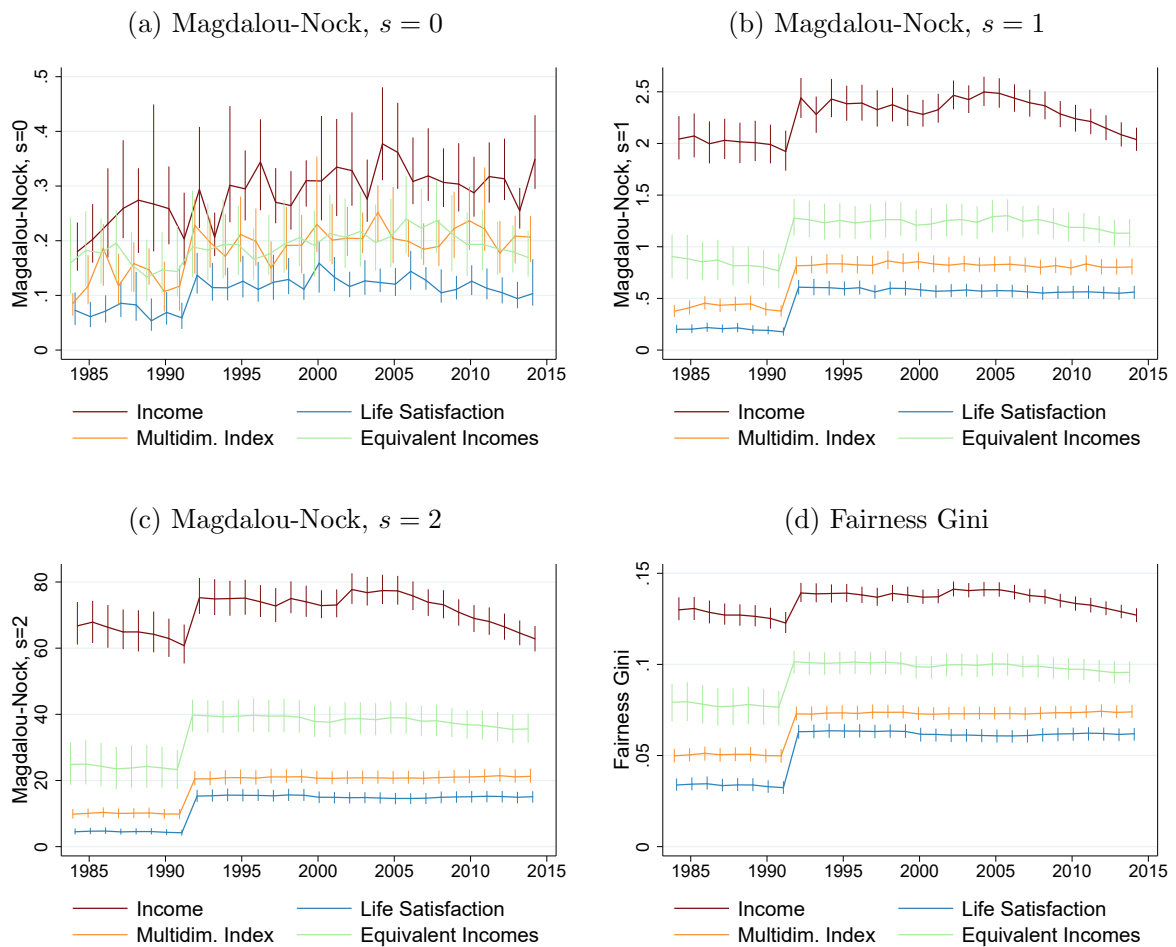 (a) Magdalou-Nock, s = 0
Magdalou-Nock, s=0
.5
.4
.3
.2
.1
0
1985 1990 1995 2000 2005 2010 2015
Income Life Satisfaction
Multidim. Index Equivalent Incomes
(b) Magdalou-Nock, s = 1
Magdalou-Nock, s=1
2.5
2
1.5
1
.5
0
1985 1990 1995 2000 2005 2010 2015
Income Life Satisfaction
Multidim. Index Equivalent Incomes
(c) Magdalou-Nock, s = 2
Magdalou-Nock, s=2
80
60
40
20
0
1985 1990 1995 2000 2005 2010 2015
Income Life Satisfaction
Multidim. Index Equivalent Incomes
(d) Fairness Gini
Fairness Gini
.15
.1
.05
0
1985 1990 1995 2000 2005 2010 2015
Income Life Satisfaction
Multidim. Index Equivalent Incomes